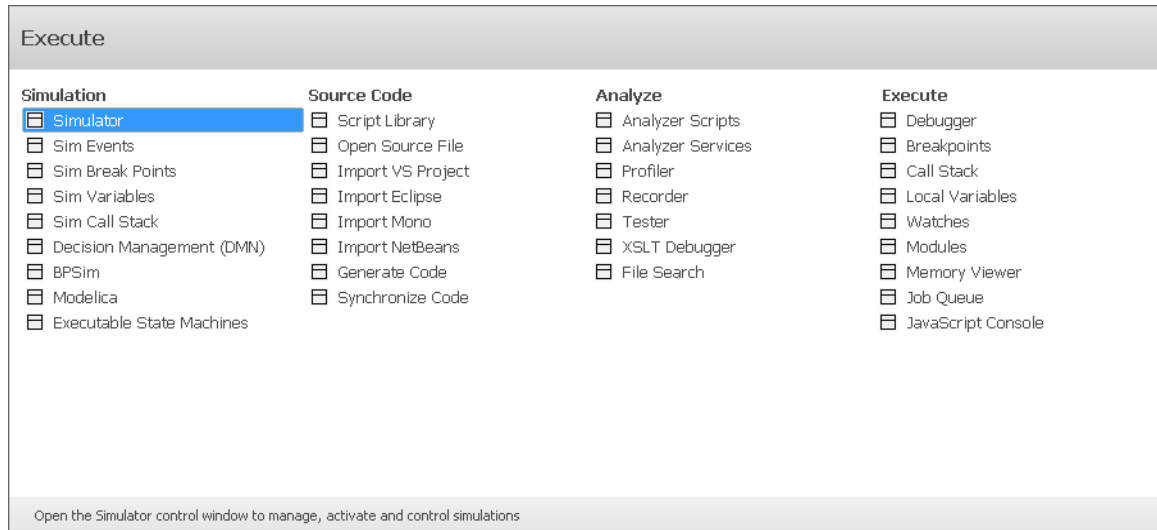 Execute
Simulation
Simulator
Sim Events
Sim Break Points
Sim Variables
Sim Call Stack
Decision Management (DMN)
BPSim
Modelica
Executable State Machines
Source Code
Script Library
Open Source File
Import VS Project
Import Eclipse
Import Mono
Import NetBeans
Generate Code
Synchronize Code
Analyze
Analyzer Scripts
Analyzer Services
Profiler
Recorder
Tester
XSLT Debugger
File Search
Execute
Debugger
Breakpoints
Call Stack
Local Variables
Watches
Modules
Memory Viewer
Job Queue
JavaScript Console
Open the Simulator control window to manage, activate and control simulations